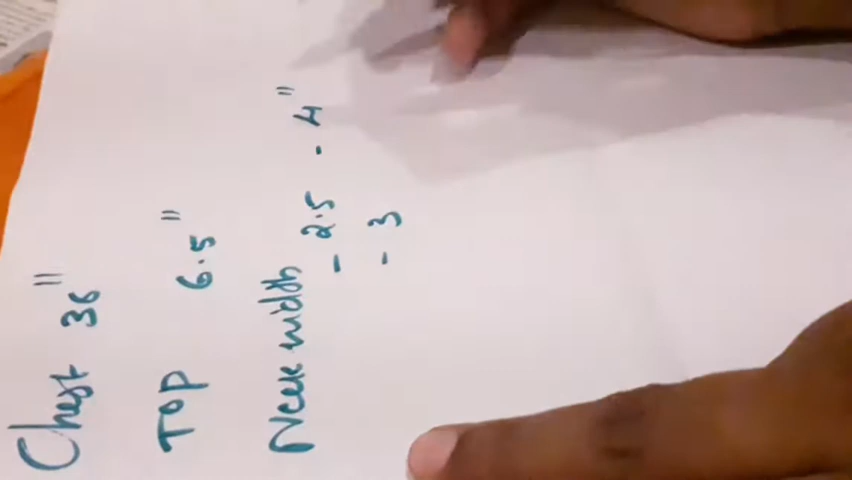 Chest 36"
Top 6.5"
Neck width - 2.5 - 4"
- 3